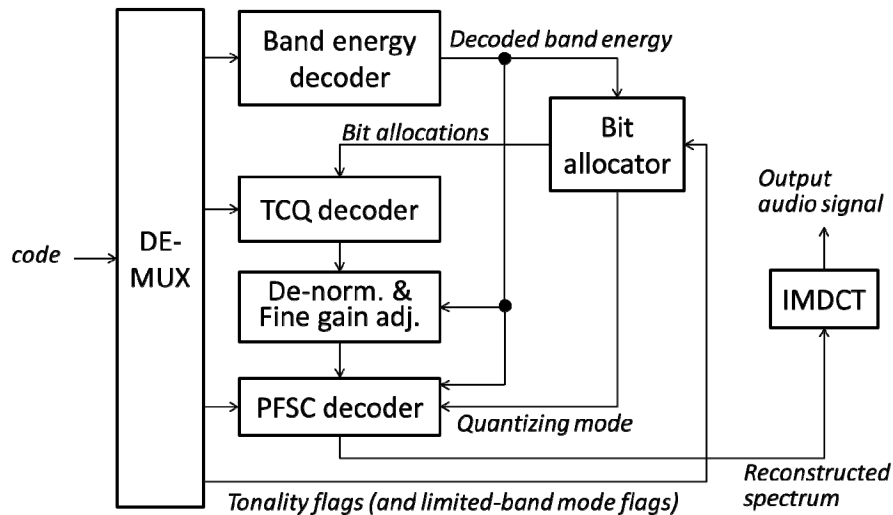 Band energy
decoder
Decoded band energy
Bit allocations
Bit
allocator
Output
audio signal
TCQ decoder
code
DE-
MUX
De-norm. &
Fine gain adj.
IMDCT
PFSC decoder
Quantizing mode
Reconstructed
spectrum
Tonality flags (and limited-band mode flags)